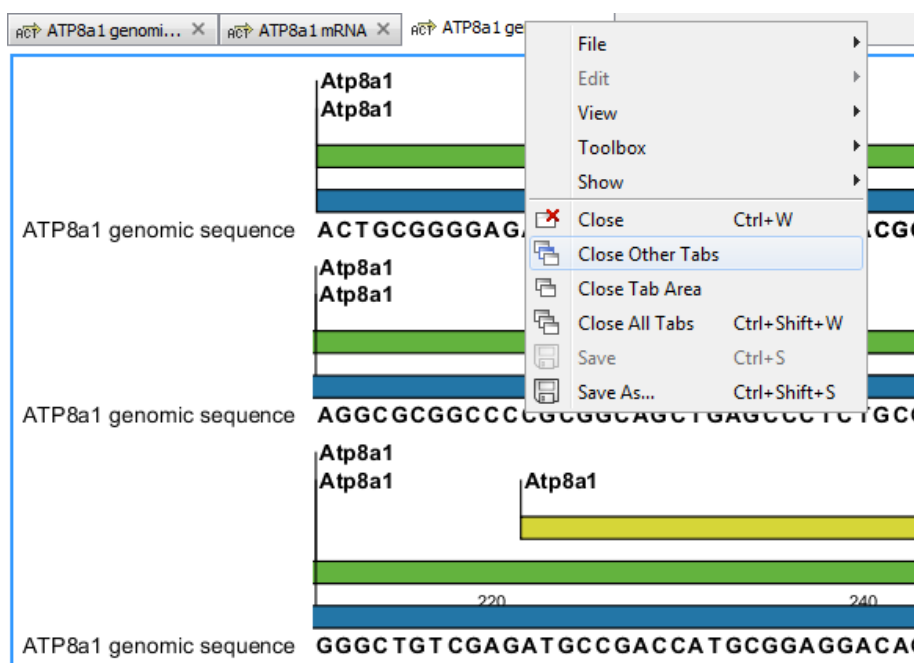 ATP8a1 genomi... ATP8a1 mRNA ATP8a1 ge
File
Edit
View
Toolbox
Show
Close Ctrl+W
Close Other Tabs
Close Tab Area
Close All Tabs Ctrl+Shift+W
Save Ctrl+S
Save As... Ctrl+Shift+S
Atp8a1
Atp8a1
ATP8a1 genomic sequence ACTGCGGGGAG
Atp8a1
Atp8a1
ATP8a1 genomic sequence AGGCGCGGCCCCGCGGCAGCTGAGCCCTCTGC
Atp8a1
Atp8a1 Atp8a1
220 240
ATP8a1 genomic sequence GGGCTGTCGAGATGCCGACCATGCGGAGGACA